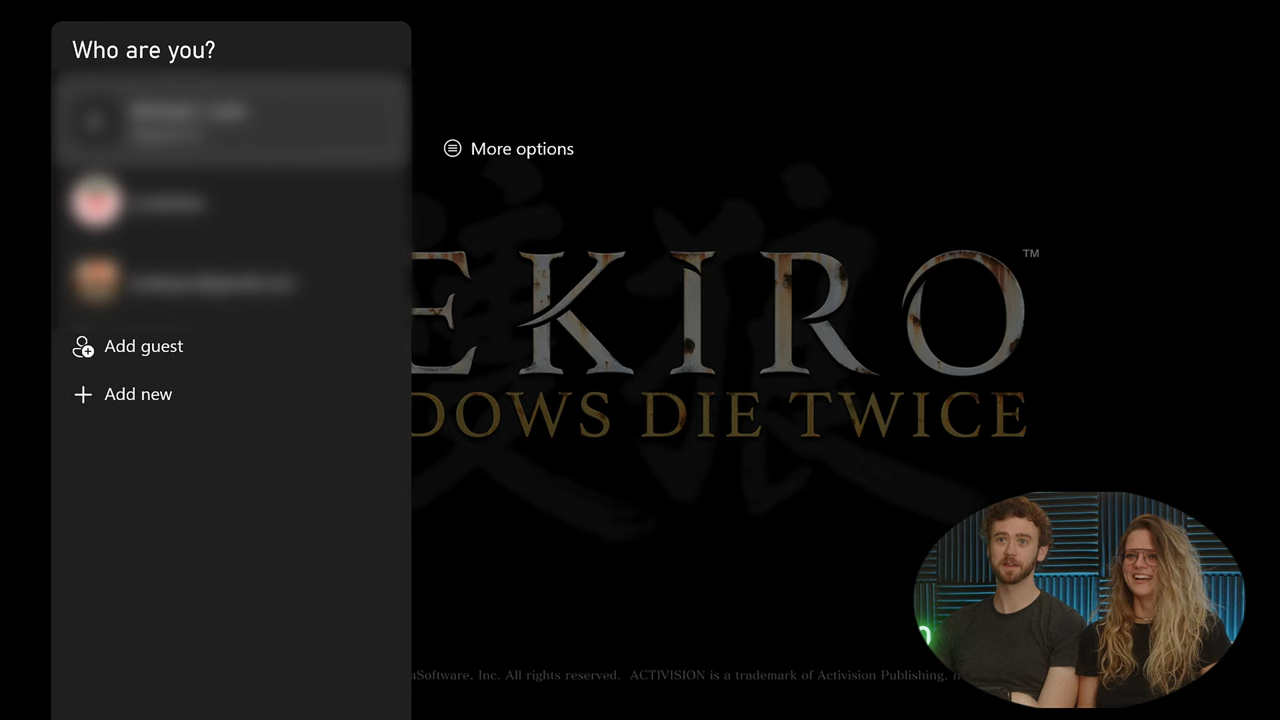 Who are you?
More options
Add guest
Add new
EKIRO™
DOWS DIE TWICE
Software, Inc. All rights reserved. ACTIVISION is a trademark of Activision Publishing,